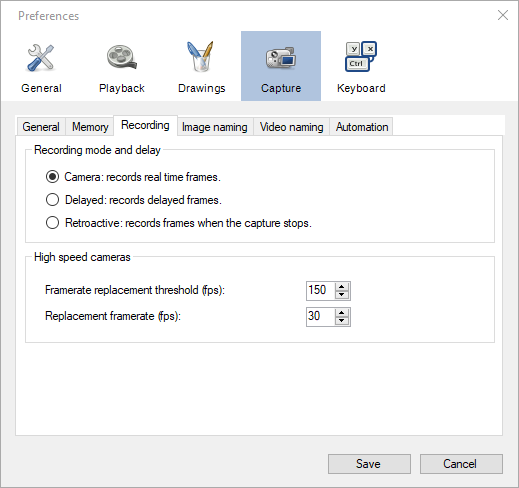 Preferences
General Playback Drawings Capture Keyboard
Y X
Ctrl
General Memory Recording Image naming Video naming Automation
Recording mode and delay
Camera: records real time frames.
Delayed: records delayed frames.
Retroactive: records frames when the capture stops.
High speed cameras
Framerate replacement threshold (fps): 150
Replacement framerate (fps): 30
Save Cancel